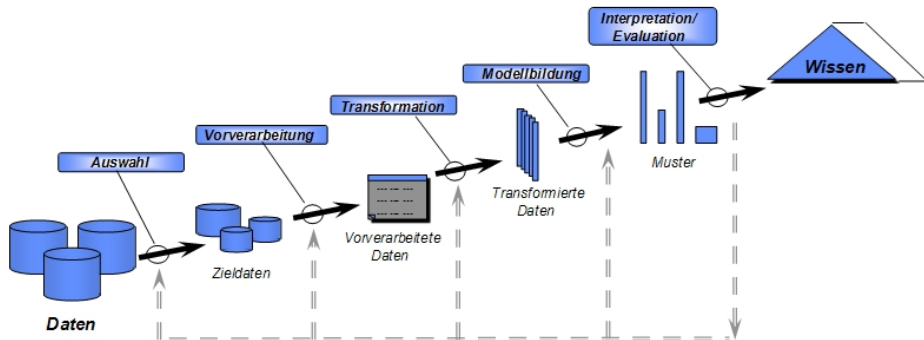 Interpretation/
Evaluation
Wissen
Modellbildung
Transformation
Vorverarbeitung
Muster
Auswahl
Transformierte
Daten
Vorverarbeitete
Daten
Zieldaten
Daten